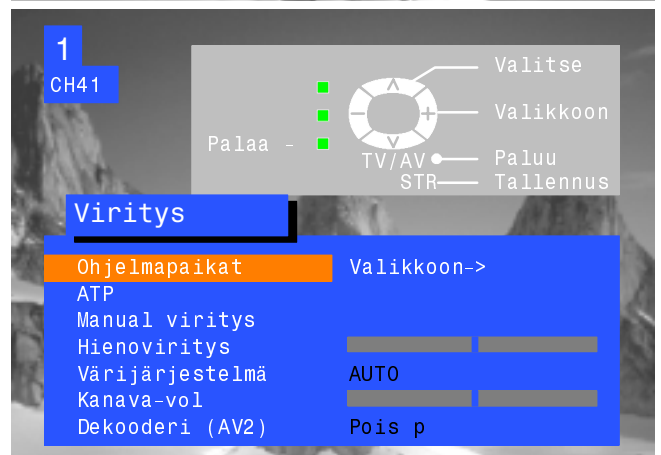 1
CH41
Valitse
Valikkoon
Palaa -
TV/AV Paluu
STR Tallennus
Viritys
Ohjelmapaikat Valikkoon->
ATP
Manual viritys
Hienoviritys
Värijärjestelmä AUTO
Kanava-vol
Dekooderi (AV2) Pois p